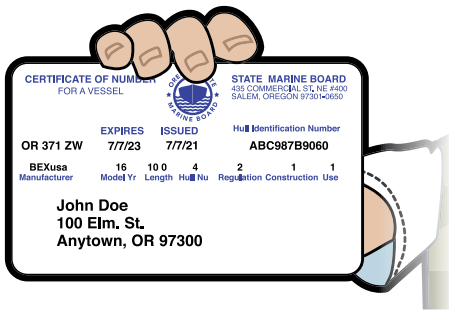 CERTIFICATE OF NUMBER
FOR A VESSEL
STATE MARINE BOARD
435 COMMERCIAL ST. NE #400
SALEM, OREGON 97301-0650
MARINE BOARD
EXPIRES ISSUED Hull Identification Number
OR 371 ZW 7/7/23 7/7/21 ABC987B9060
BEXusa 16 10 0 4 2 1 1
Manufacturer Model Yr Length Hull Nu Regulation Construction Use
John Doe
100 Elm. St.
Anytown, OR 97300